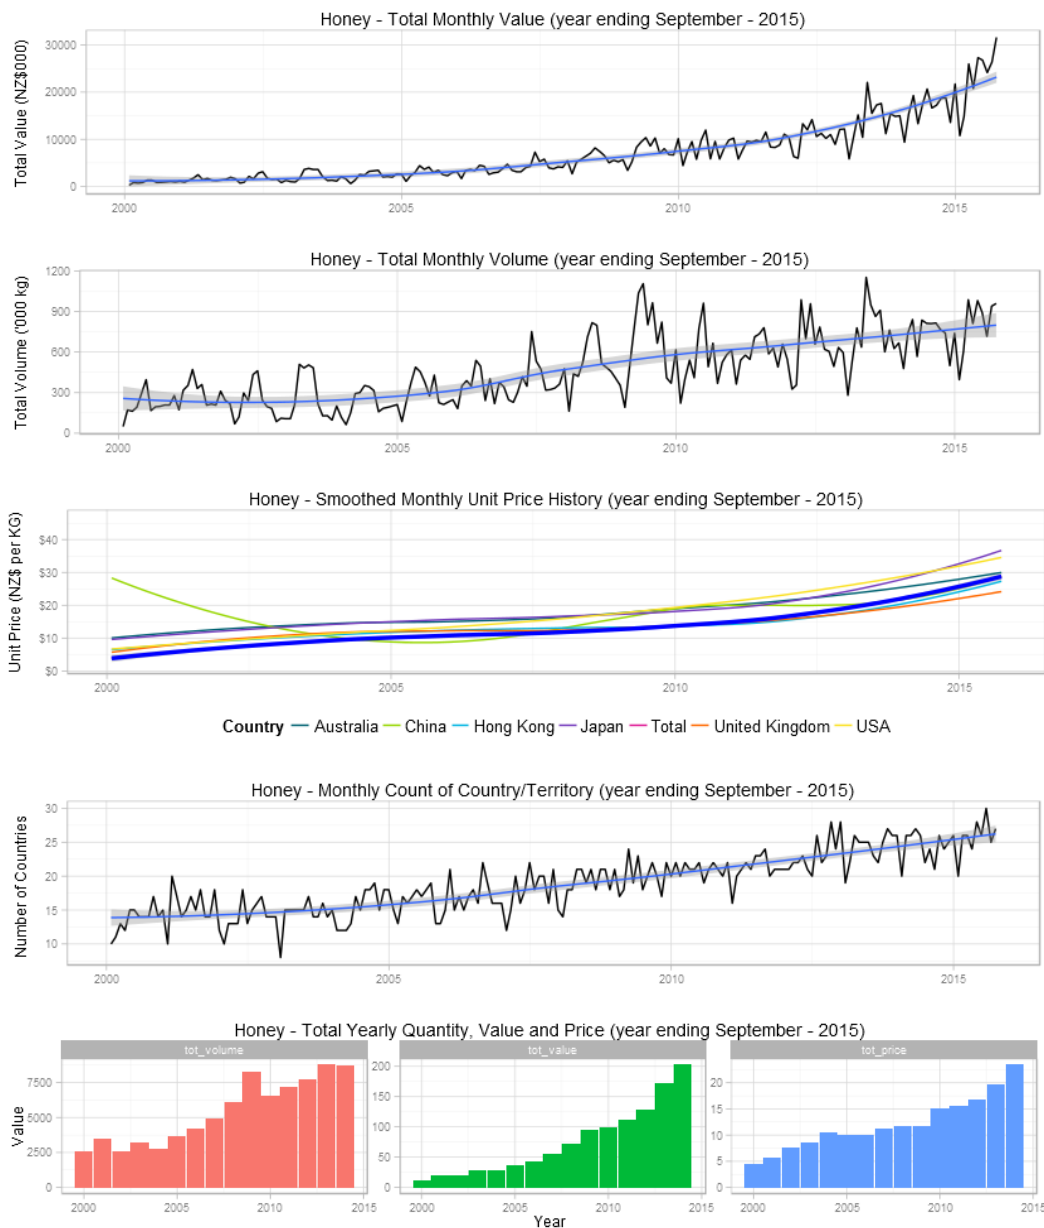 Honey - Total Monthly Value (year ending September - 2015)
Total Value (NZ$000)
30000
20000
10000
0
2000 2005 2010 2015
Honey - Total Monthly Volume (year ending September - 2015)
Total Volume ('000 kg)
1200
900
600
300
0
2000 2005 2010 2015
Honey - Smoothed Monthly Unit Price History (year ending September - 2015)
Unit Price (NZ$ per KG)
$40
$30
$20
$10
$0
2000 2005 2010 2015
Country Australia China Hong Kong Japan Total United Kingdom USA
Honey - Monthly Count of Country/Territory (year ending September - 2015)
Number of Countries
30
25
20
15
10
2000 2005 2010 2015
Honey - Total Yearly Quantity, Value and Price (year ending September - 2015)
tot_volume tot_value tot_price
Value
7500
5000
2500
0
200
150
100
50
0
20
15
10
5
0
2000 2005 2010 2015 2000 2005 2010 2015 2000 2005 2010 2015
Year